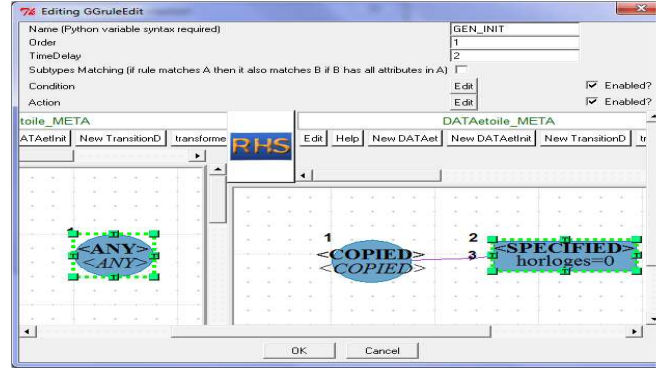 Editing GGruleEdit
Name (Python variable syntax required) GEN_INIT
Order 1
TimeDelay 2
Subtypes Matching (if rule matches A then it also matches B if B has all attributes in A)
Condition Edit Enabled?
Action Edit Enabled?
toile_META DATAetoile_META
ATAetInit New TransitionD transforme RHS Edit Help New DATAet New DATAetInit New TransitionD
1 2
<ANY> <COPIED> 3 <SPECIFIED>
<ANY> <COPIED> horloges=0
OK Cancel